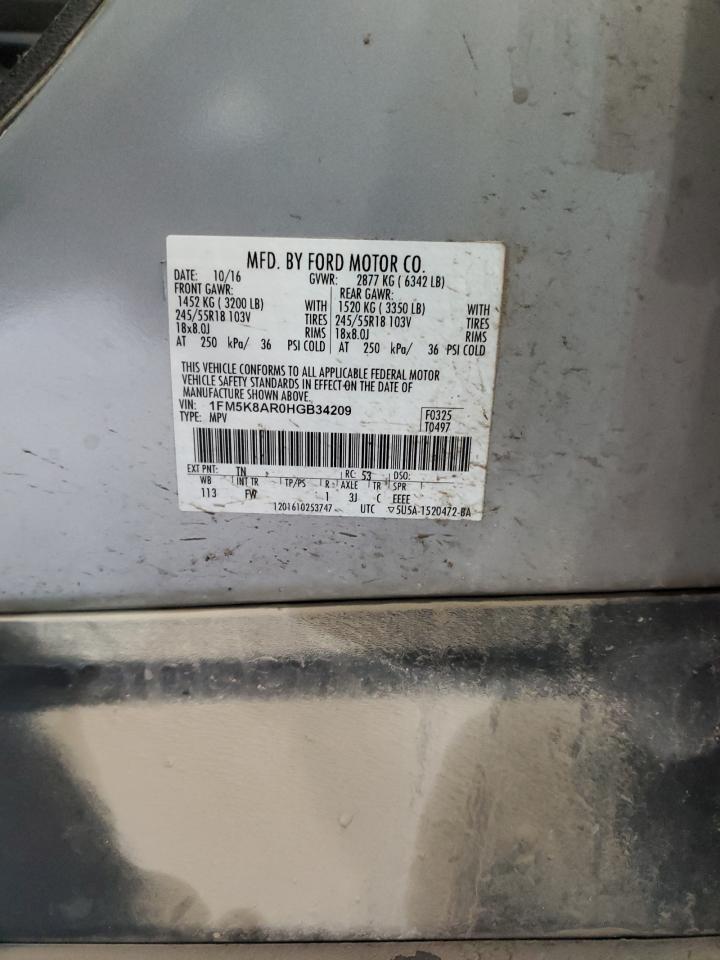 MFD. BY FORD MOTOR CO.
DATE: 10/16 GVWR: 2877 KG ( 6342 LB)
FRONT GAWR: REAR GAWR:
1452 KG ( 3200 LB) WITH 1520 KG ( 3350 LB) WITH
245/55R18 103V TIRES 245/55R18 103V TIRES
18x8.0J RIMS 18x8.0J RIMS
AT 250 kPa/ 36 PSI COLD AT 250 kPa/ 36 PSI COLD
THIS VEHICLE CONFORMS TO ALL APPLICABLE FEDERAL MOTOR
VEHICLE SAFETY STANDARDS IN EFFECT ON THE DATE OF
MANUFACTURE SHOWN ABOVE.
VIN: 1FM5K8AR0HGB34209 F0325
TYPE: MPV T0497
EXT PNT: TN RC: 53 DSO:
WB INT TR TP/PS R AXLE TR SPR
113 FW 1 3J C EEEE
1201610253747 UTC ▽5U5A-1520472-BA